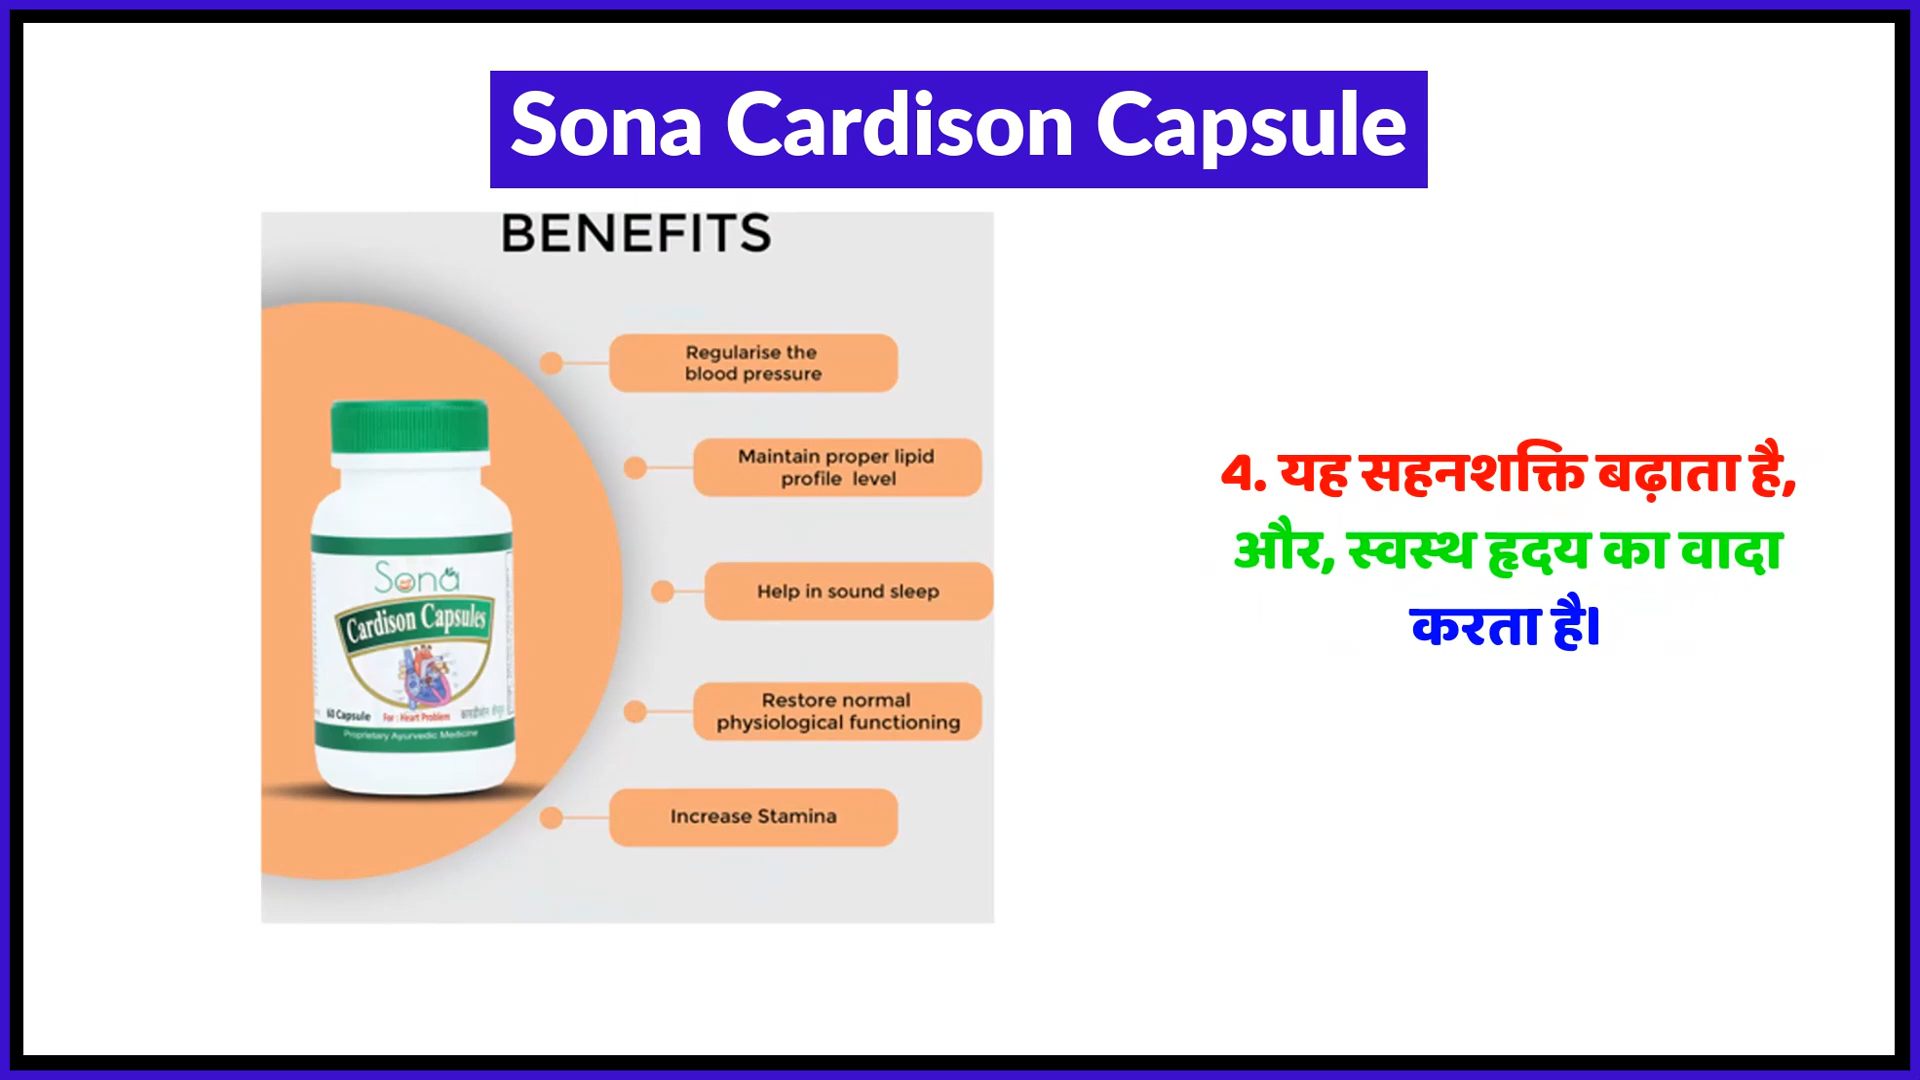 Sona Cardison Capsule
BENEFITS
Regularise the
blood pressure
Maintain proper lipid
profile level
Help in sound sleep
Restore normal
physiological functioning
Increase Stamina
Sona
Cardison Capsules
60 Capsule
For : Heart Problem
Proprietary Ayurvedic Medicine
4. यह सहनशक्ति बढ़ाता है,
और, स्वस्थ हृदय का वादा
करता है।